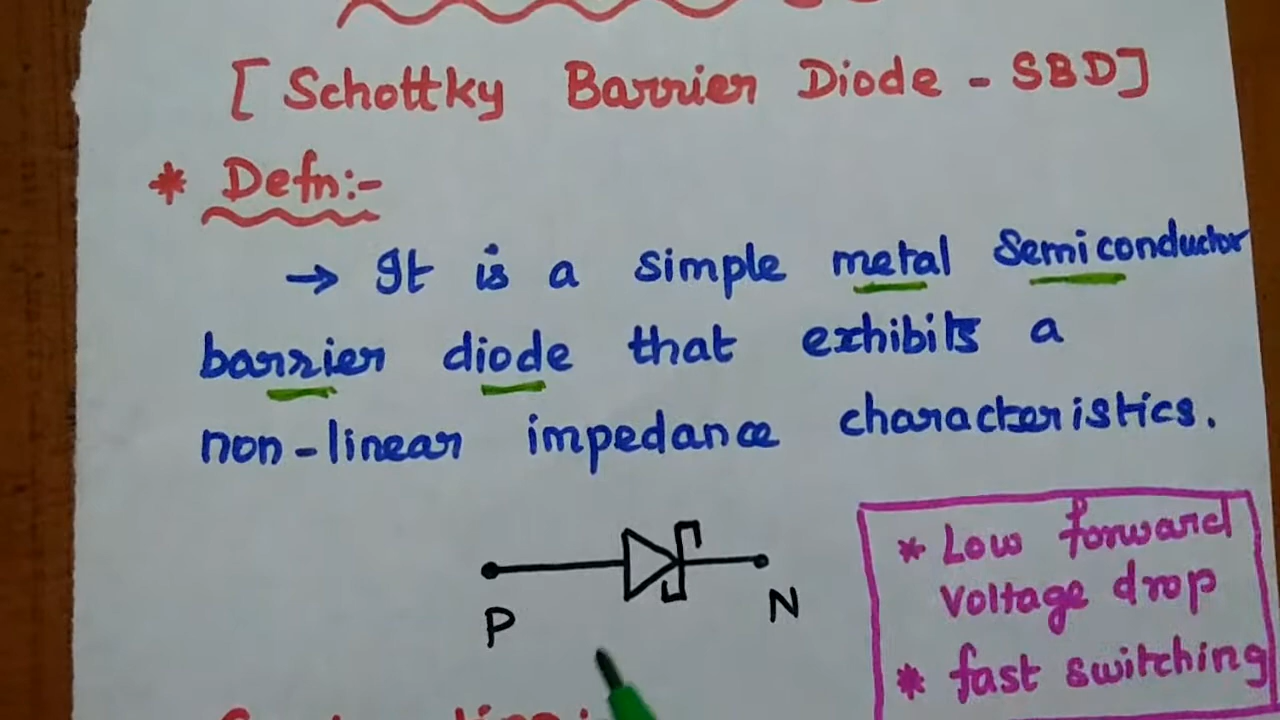 [ Schottky Barrier Diode - SBD]
* Defn:-
→ It is a simple metal Semiconductor
barrier diode that exhibits a
non-linear impedance characteristics.
P N
* Low forward
voltage drop
* fast switching